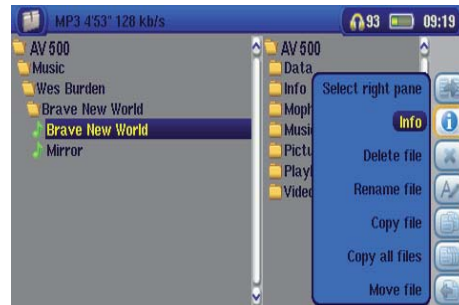 MP3 4'53" 128 kb/s 93 09:19
AV 500
Music
Wes Burden
Brave New World
Brave New World
Mirror
AV 500
Data
Info
Moph
Musi
Pictu
Playl
Video
Select right pane
Info
Delete file
Rename file
Copy file
Copy all files
Move file